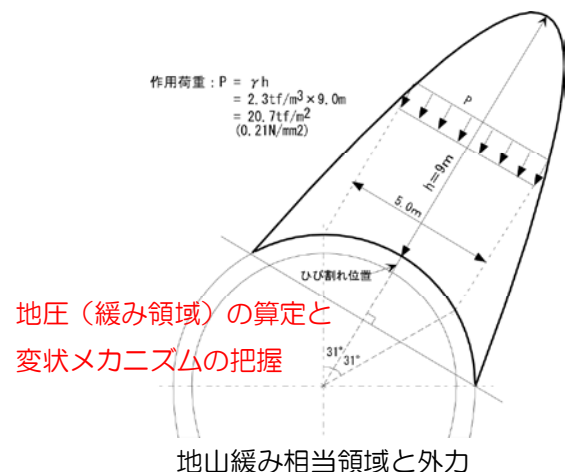 作用荷重：P = γh
= 2.3tf/m3×9.0m
= 20.7tf/m2
(0.21N/mm2)
P
h=9m
5.0m
ひび割れ位置
地圧（緩み領域）の算定と
変状メカニズムの把握
31°
31°
地山緩み相当領域と外力